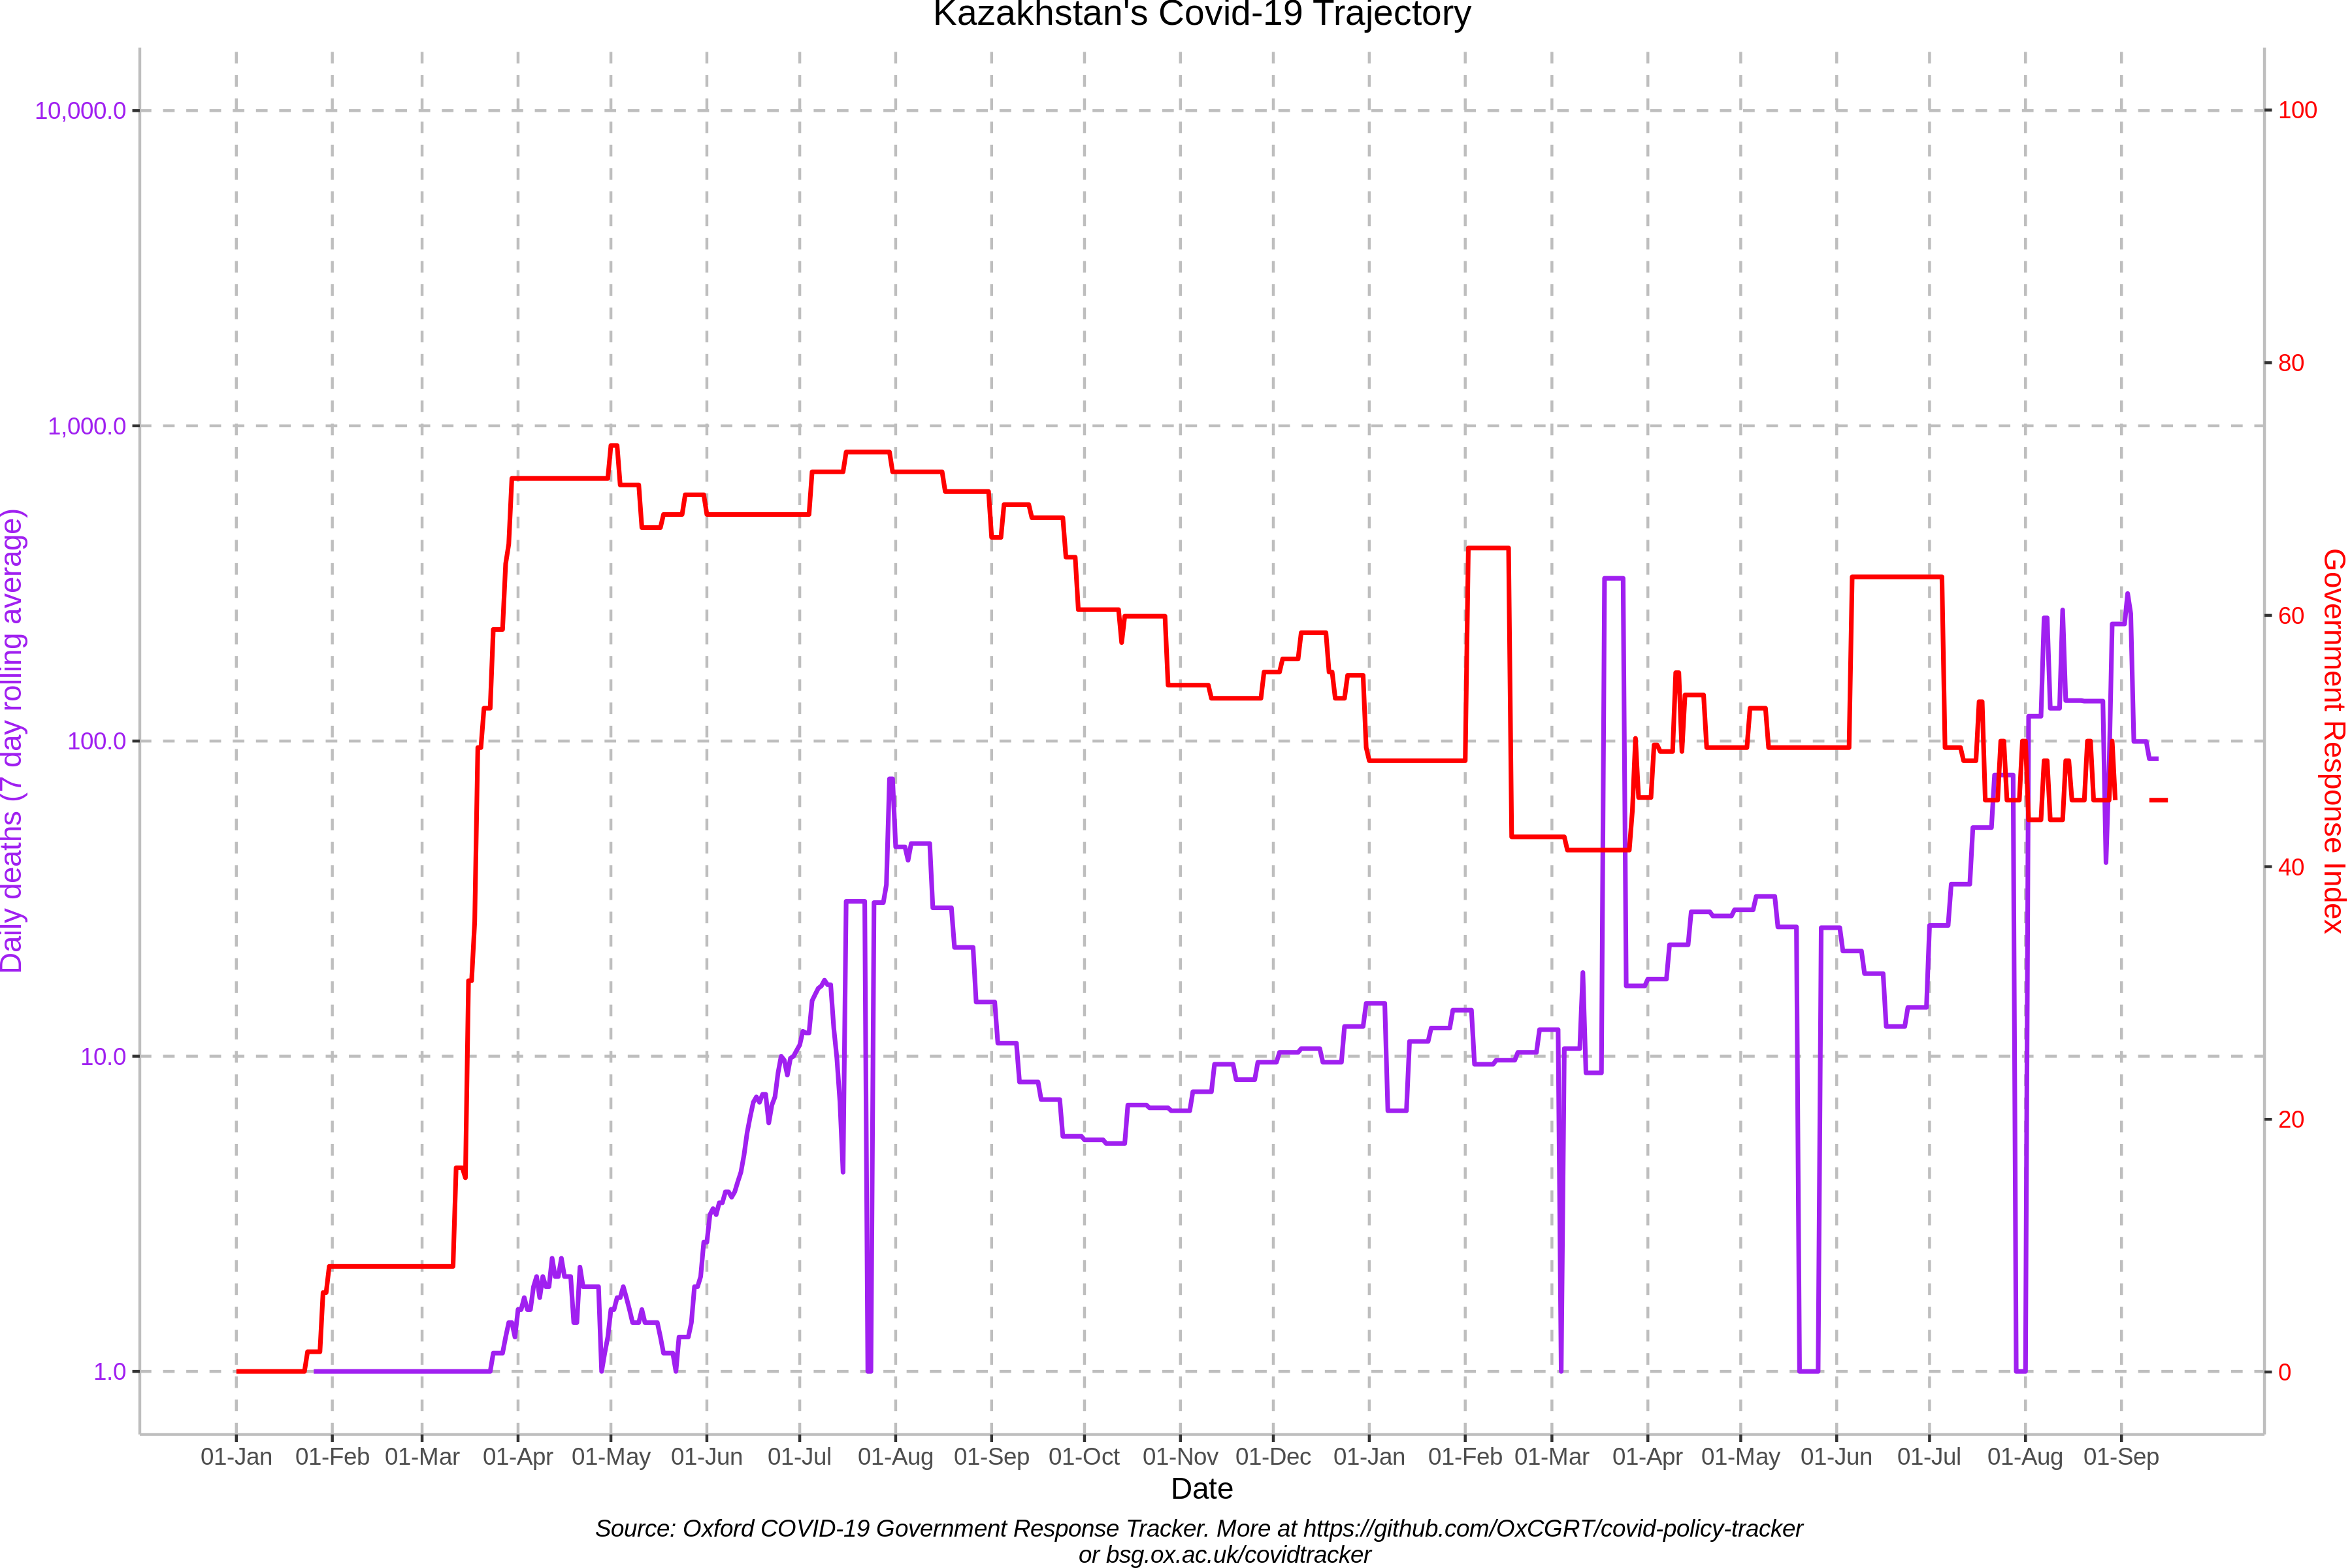 Kazakhstan's Covid-19 Trajectory
10,000.0
1,000.0
100.0
10.0
1.0
Daily deaths (7 day rolling average)
100
80
60
40
20
0
Government Response Index
01-Jan 01-Feb 01-Mar 01-Apr 01-May 01-Jun 01-Jul 01-Aug 01-Sep 01-Oct 01-Nov 01-Dec 01-Jan 01-Feb 01-Mar 01-Apr 01-May 01-Jun 01-Jul 01-Aug 01-Sep
Date
Source: Oxford COVID-19 Government Response Tracker. More at https://github.com/OxCGRT/covid-policy-tracker
or bsg.ox.ac.uk/covidtracker